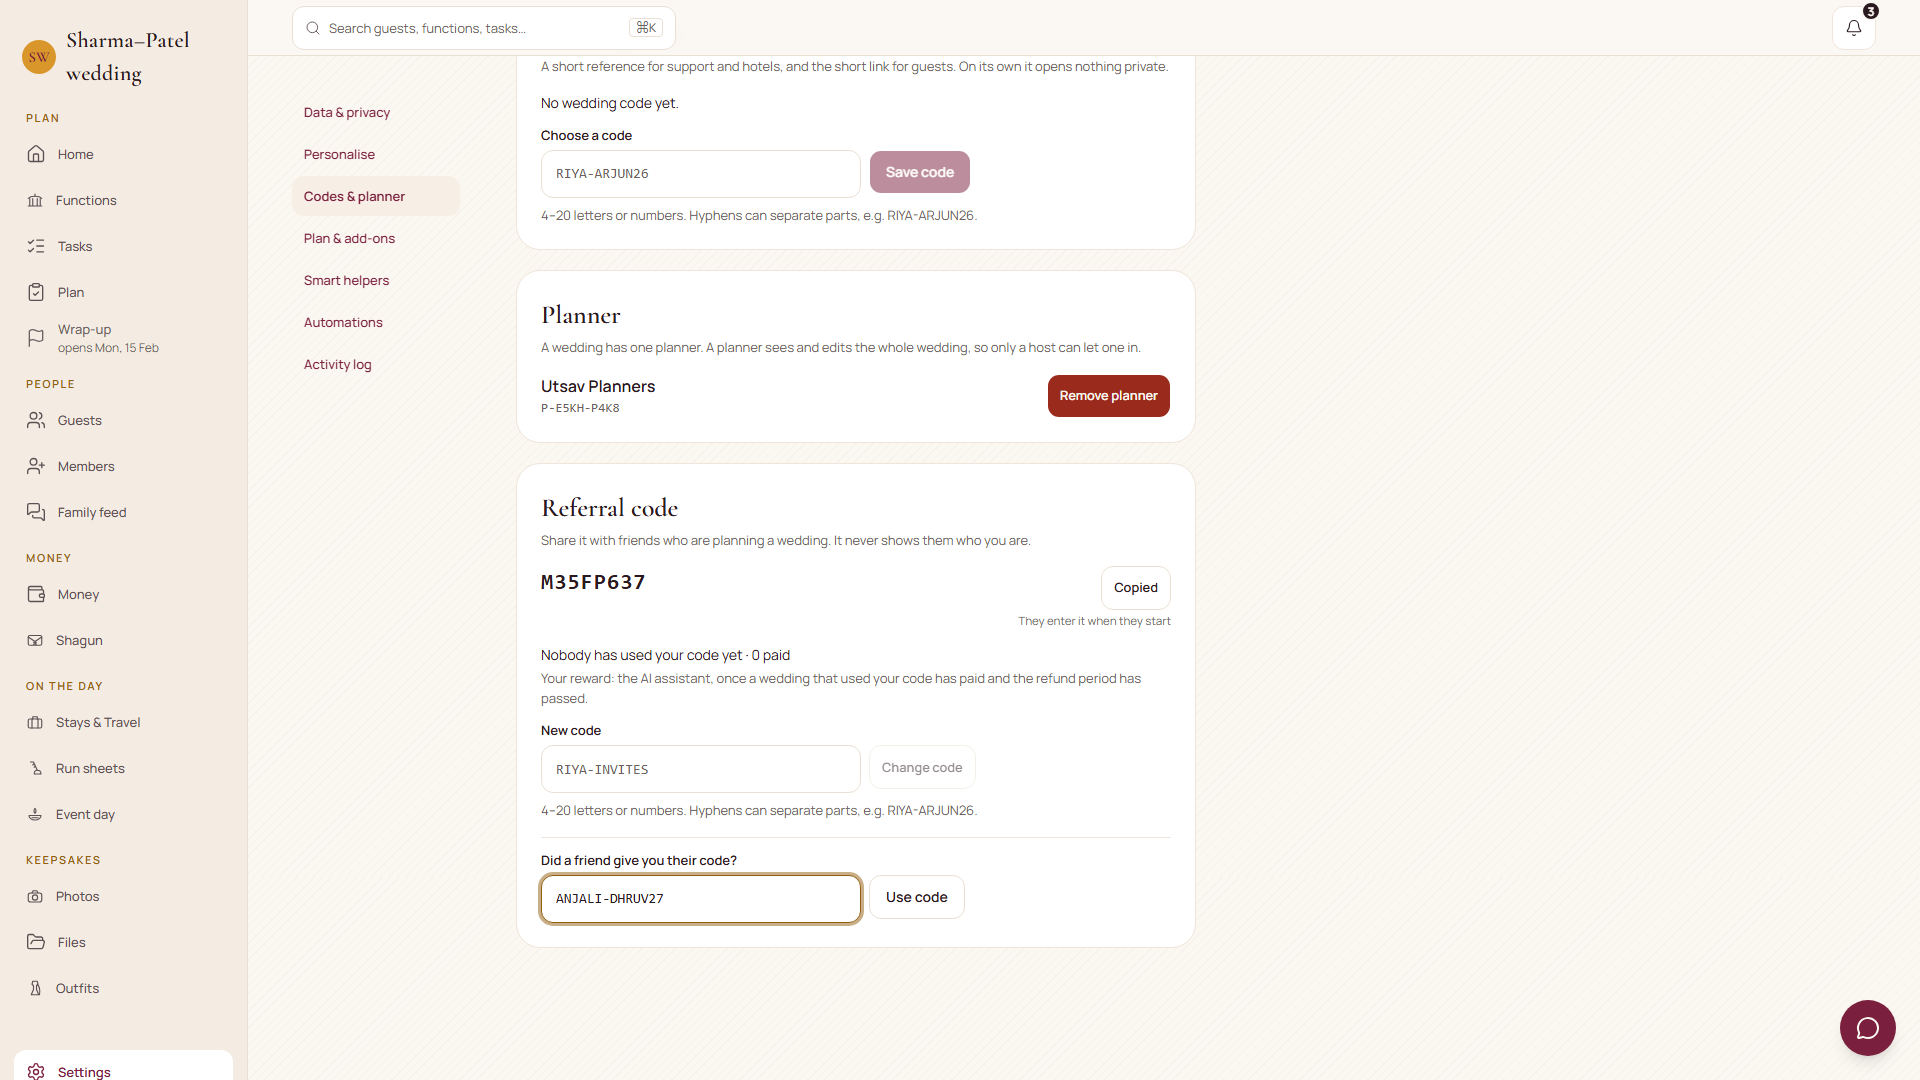 SW
Sharma–Patel
wedding
PLAN
Home
Functions
Tasks
Plan
Wrap-up
opens Mon, 15 Feb
PEOPLE
Guests
Members
Family feed
MONEY
Money
Shagun
ON THE DAY
Stays & Travel
Run sheets
Event day
KEEPSAKES
Photos
Files
Outfits
Settings
Search guests, functions, tasks...
⌘K
3
Data & privacy
Personalise
Codes & planner
Plan & add-ons
Smart helpers
Automations
Activity log
A short reference for support and hotels, and the short link for guests. On its own it opens nothing private.
No wedding code yet.
Choose a code
RIYA-ARJUN26
Save code
4–20 letters or numbers. Hyphens can separate parts, e.g. RIYA-ARJUN26.
Planner
A wedding has one planner. A planner sees and edits the whole wedding, so only a host can let one in.
Utsav Planners
P-E5KH-P4K8
Remove planner
Referral code
Share it with friends who are planning a wedding. It never shows them who you are.
M35FP637
Copied
They enter it when they start
Nobody has used your code yet · 0 paid
Your reward: the AI assistant, once a wedding that used your code has paid and the refund period has
passed.
New code
RIYA-INVITES
Change code
4–20 letters or numbers. Hyphens can separate parts, e.g. RIYA-ARJUN26.
Did a friend give you their code?
ANJALI-DHRUV27
Use code